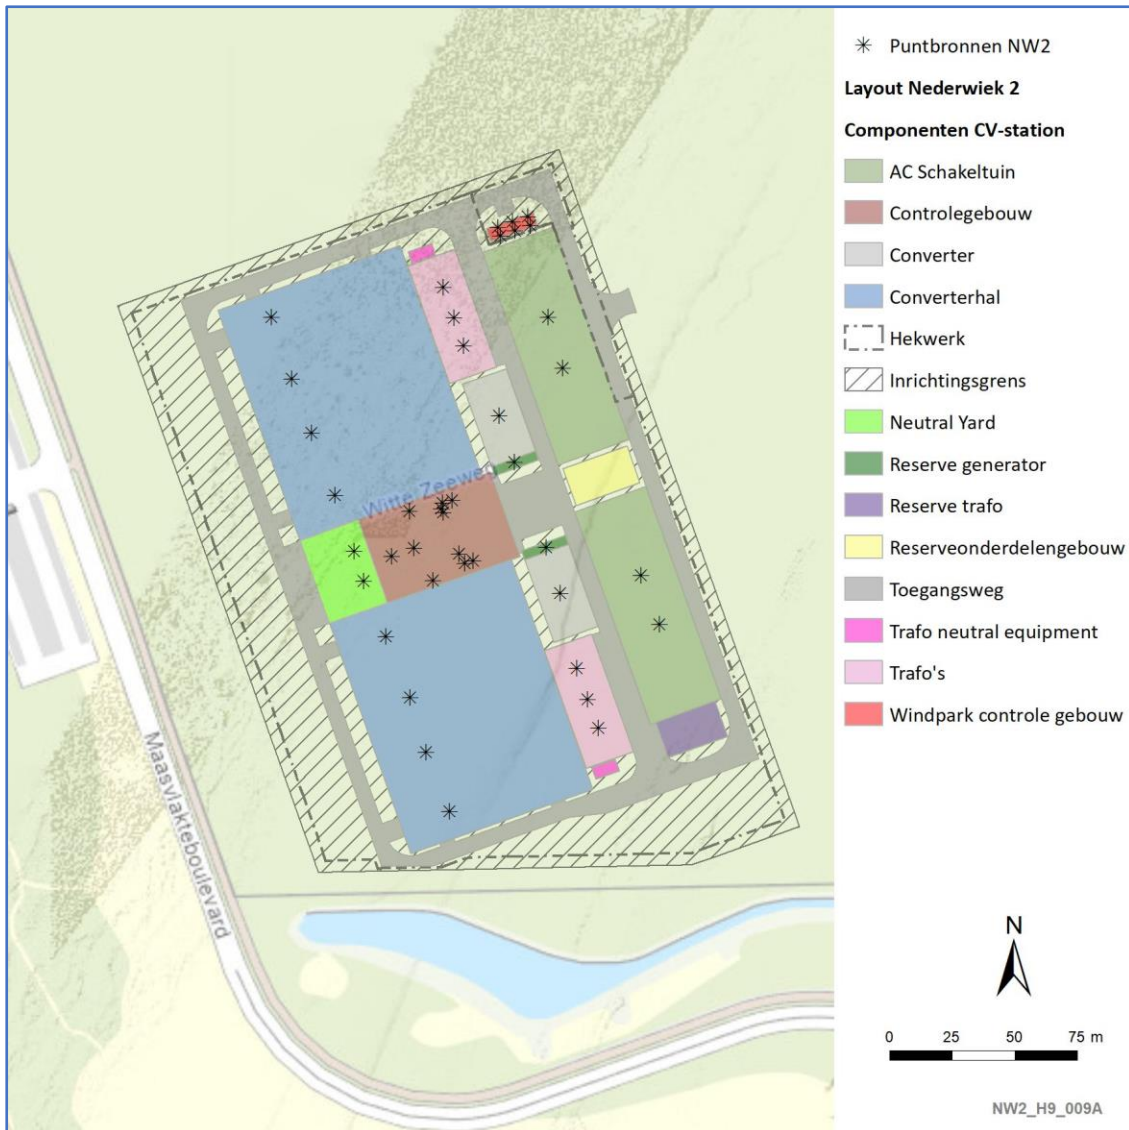 Puntbronnen NW2
Layout Nederwiek 2
Componenten CV-station
AC Schakeltuin
Controlegebouw
Converter
Converterhal
Hekwerk
Inrichtingsgrens
Neutral Yard
Reserve generator
Reserve trafo
Reserveonderdelengebouw
Toegangsweg
Trafo neutral equipment
Trafo's
Windpark controle gebouw
Witte Zeeweg
Maasvlakteboulevard
N
0 25 50 75 m
NW2_H9_009A